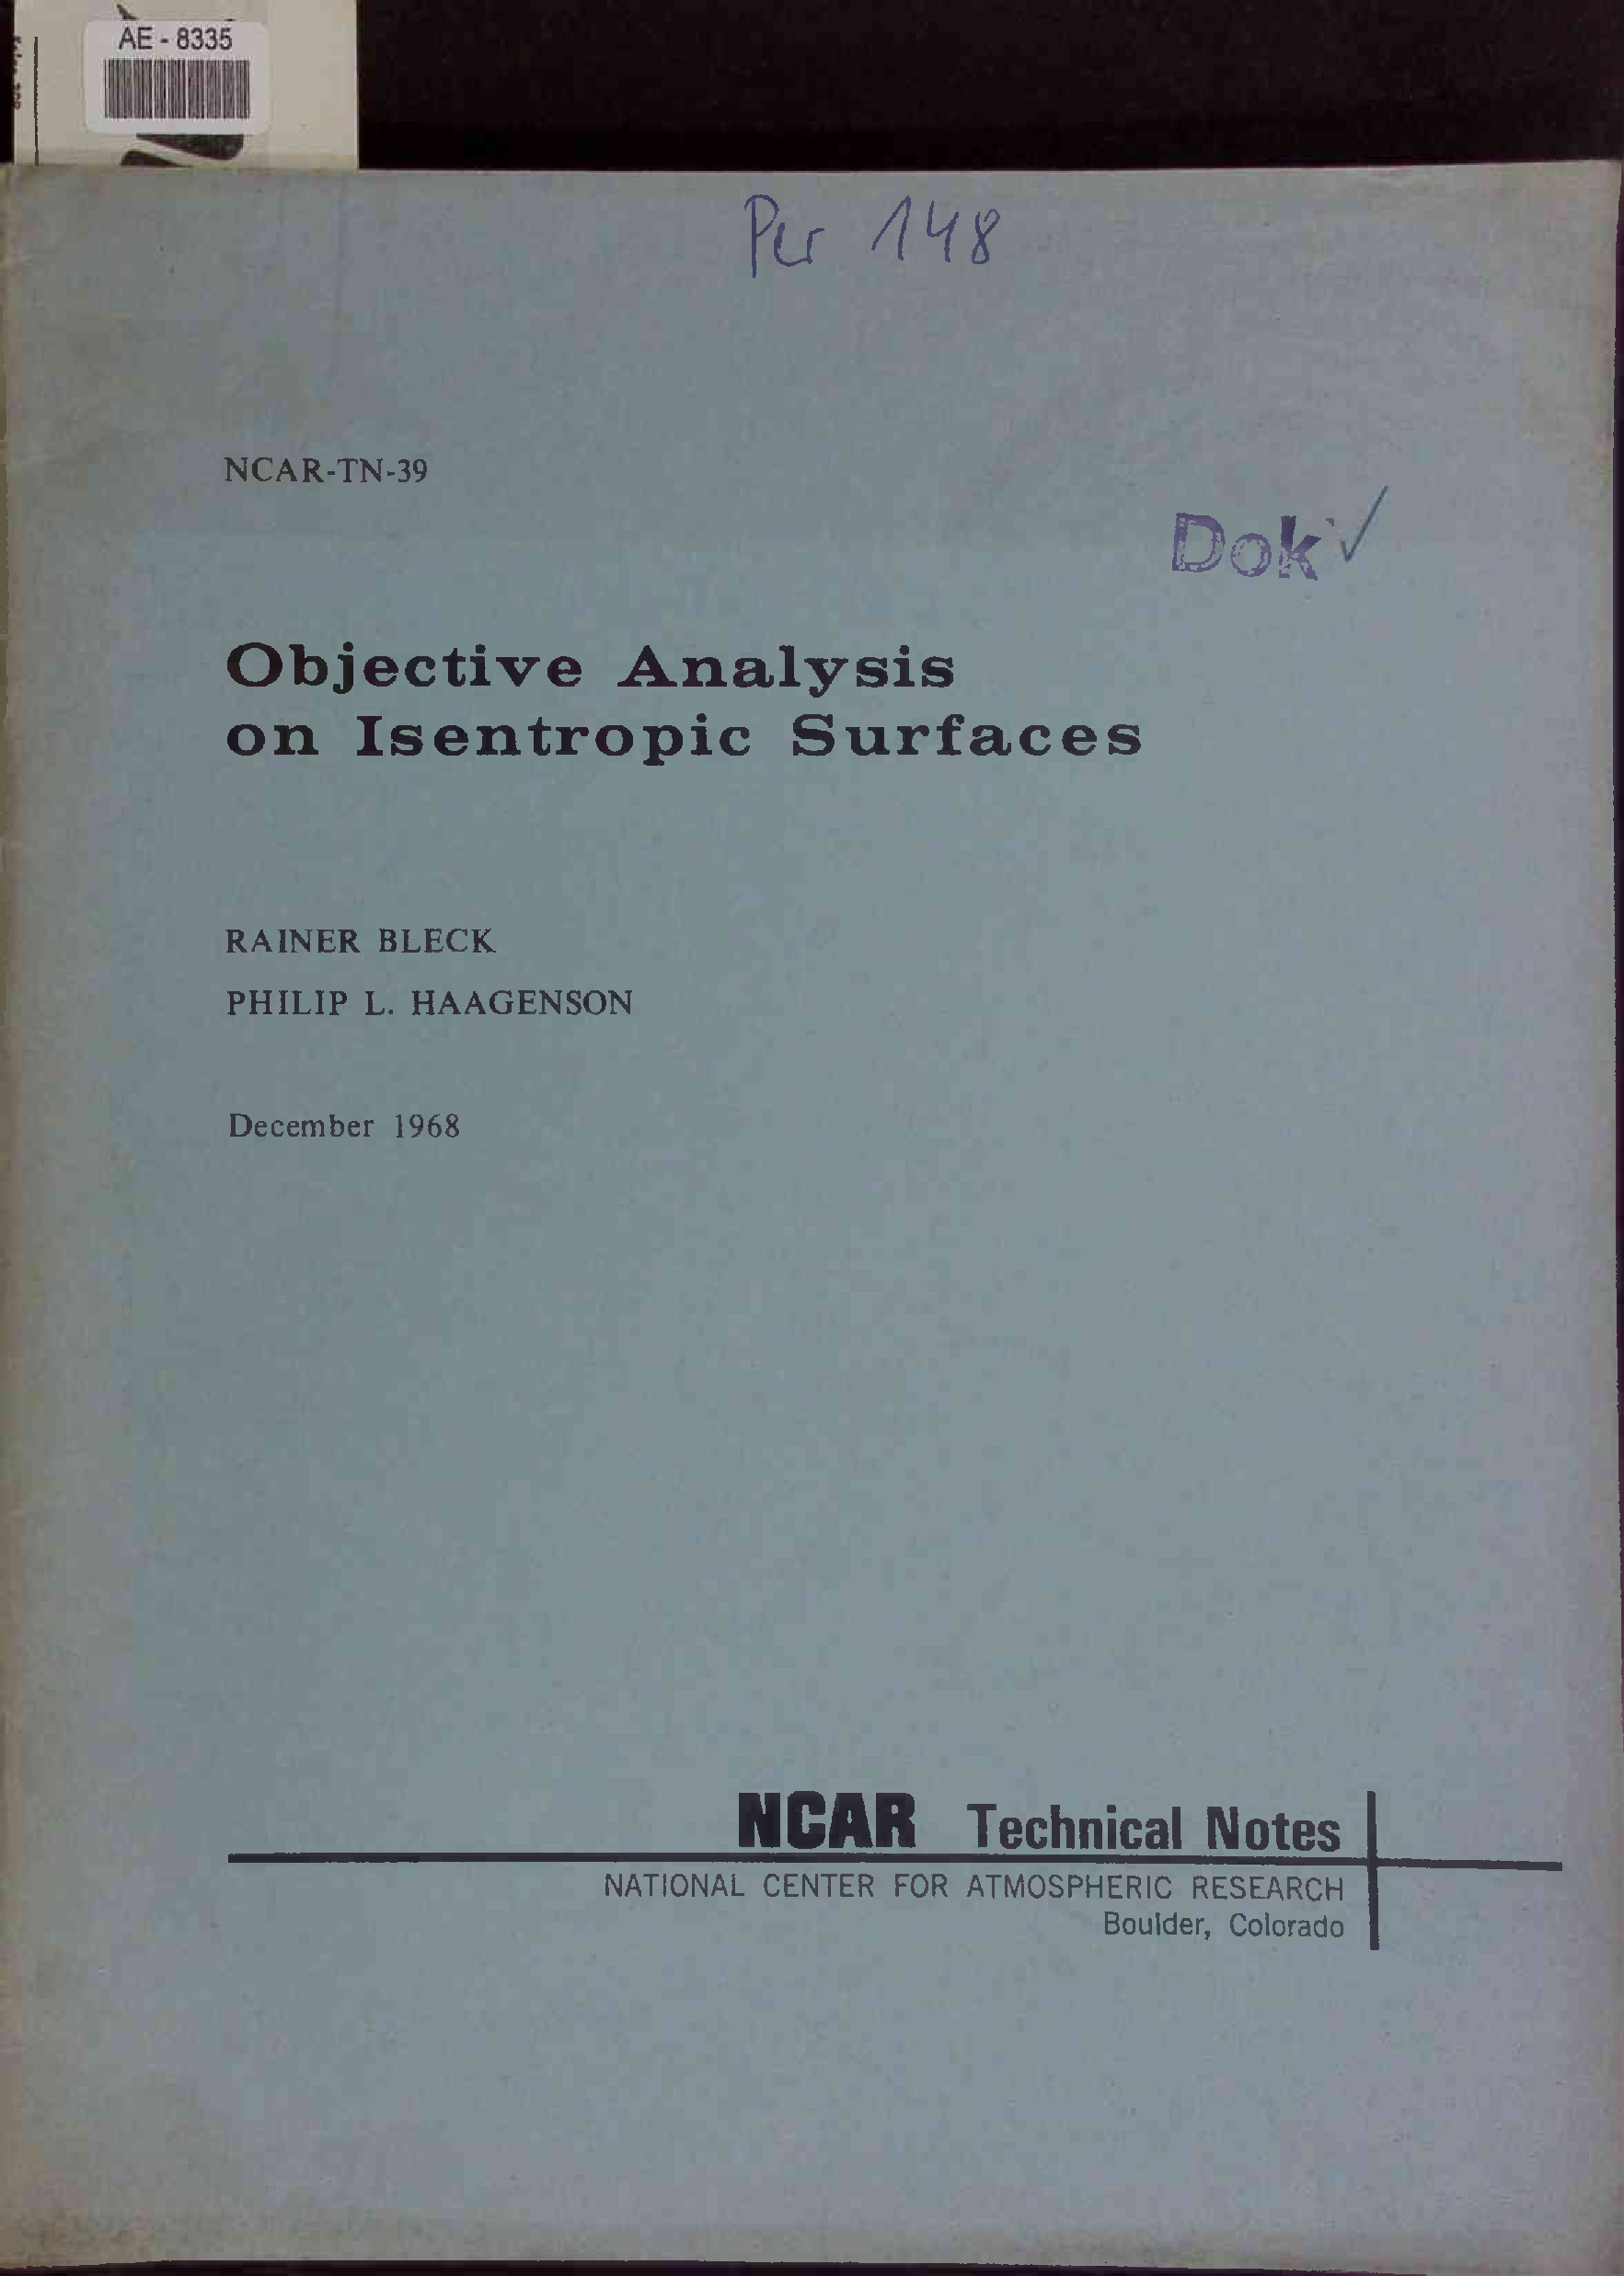 AE - 8335
Per 148
NCAR-TN-39
Dok ✓
Objective Analysis
on Isentropic Surfaces
RAINER BLECK
PHILIP L. HAAGENSON
December 1968
NCAR Technical Notes
NATIONAL CENTER FOR ATMOSPHERIC RESEARCH
Boulder, Colorado